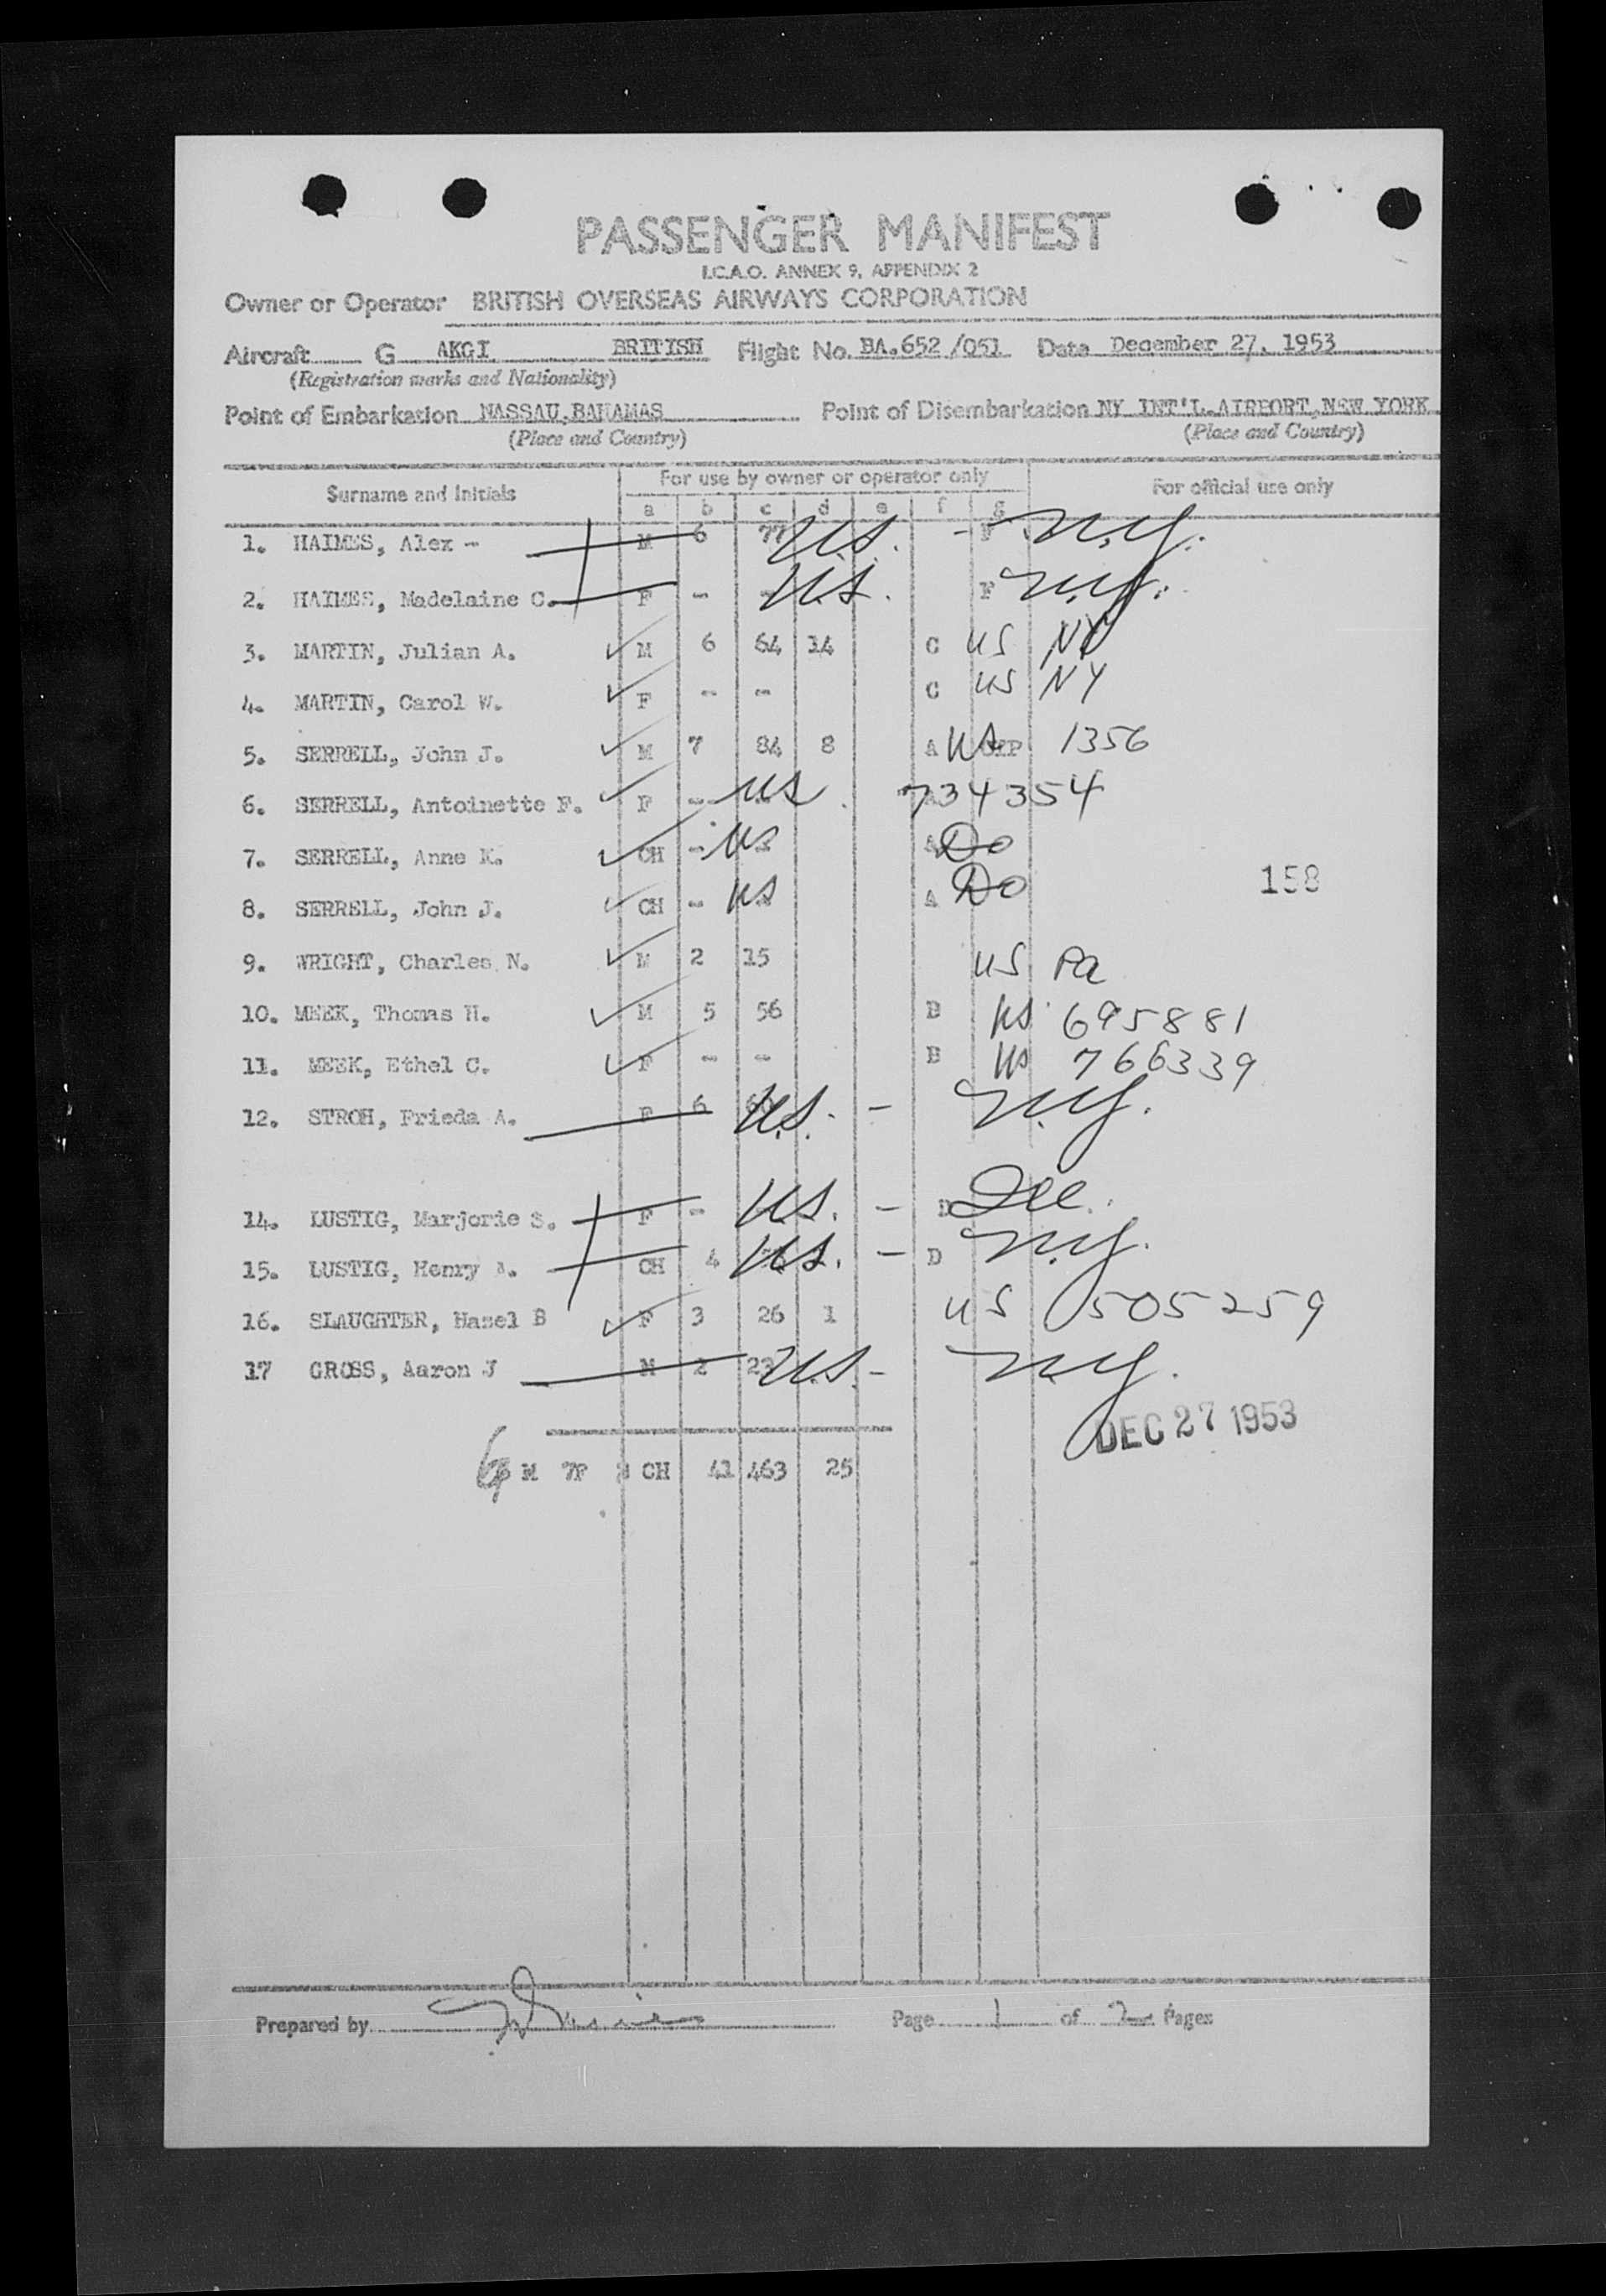 PASSENGER MANIFEST
I.C.A.O. ANNEX 9, APPENDIX 2
Owner or Operator BRITISH OVERSEAS AIRWAYS CORPORATION
Aircraft G AKGI BRITISH Flight No. BA.652/051 Date December 27, 1953
(Registration marks and Nationality)
Point of Embarkation NASSAU, BAHAMAS Point of Disembarkation NY INT'L AIRPORT, NEW YORK
(Place and Country) (Place and Country)
Surname and Initials For use by owner or operator only For official use only
a b c d e f g
1. HAIMES, Alex - M 6 77 U.S. - F N.Y.
2. HAIMES, Madelaine C. F - U.S. F N.Y.
3. MARTIN, Julian A. M 6 64 14 C US NY
4. MARTIN, Carol W. F - - C US NY
5. SERRELL, John J. M 7 84 8 A US 1356
6. SERRELL, Antoinette F. F - US 734354
7. SERRELL, Anne K. CH - US A Do
8. SERRELL, John J. CH - US A Do
158
9. WRIGHT, Charles N. M 2 15 US Pa
10. MEEK, Thomas H. M 5 56 B US 695881
11. MEEK, Ethel C. F - - B US 766339
12. STROH, Frieda A. F 6 U.S. - N.Y.
14. LUSTIG, Marjorie S. F - U.S. - D
15. LUSTIG, Henry CH 4 U.S. - D N.Y.
16. SLAUGHTER, Hazel B F 3 26 1 US 505259
17 GROSS, Aaron J M 2 U.S. - N.Y.
DEC 27 1953
M 7F CH 41 463 25
Prepared by Page 1 of 2 Pages